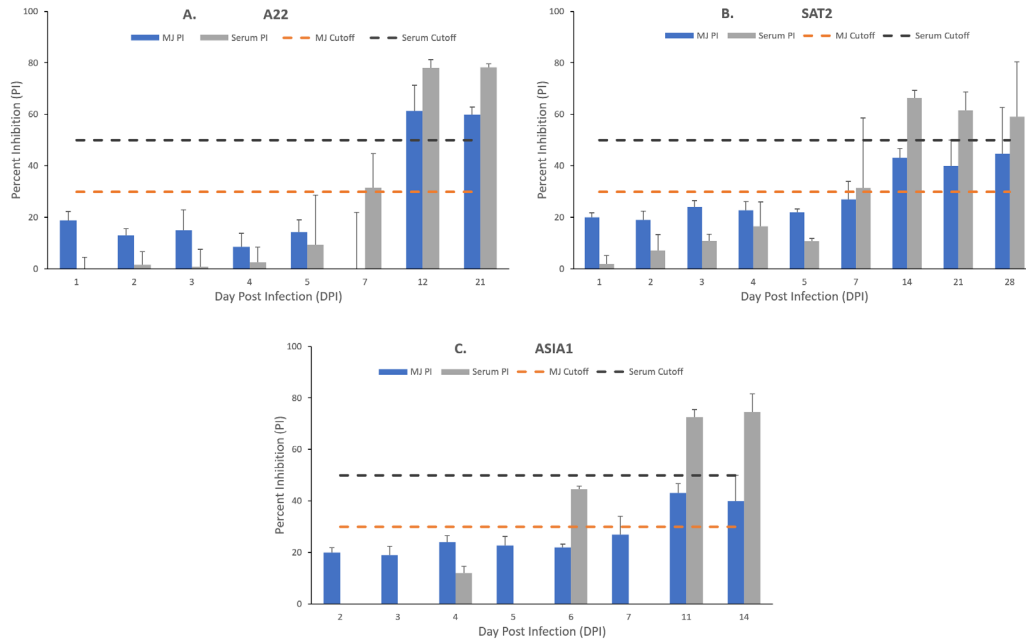 A. A22
MJ PI Serum PI MJ Cutoff Serum Cutoff
Percent Inhibition (PI)
100
80
60
40
20
0
1 2 3 4 5 7 12 21
Day Post Infection (DPI)
B. SAT2
MJ PI Serum PI MJ Cutoff Serum Cutoff
Percent Inhibition (PI)
100
80
60
40
20
0
1 2 3 4 5 7 14 21 28
Day Post Infection (DPI)
C. ASIA1
MJ PI Serum PI MJ Cutoff Serum Cutoff
Percent Inhibition (PI)
100
80
60
40
20
0
2 3 4 5 6 7 11 14
Day Post Infection (DPI)